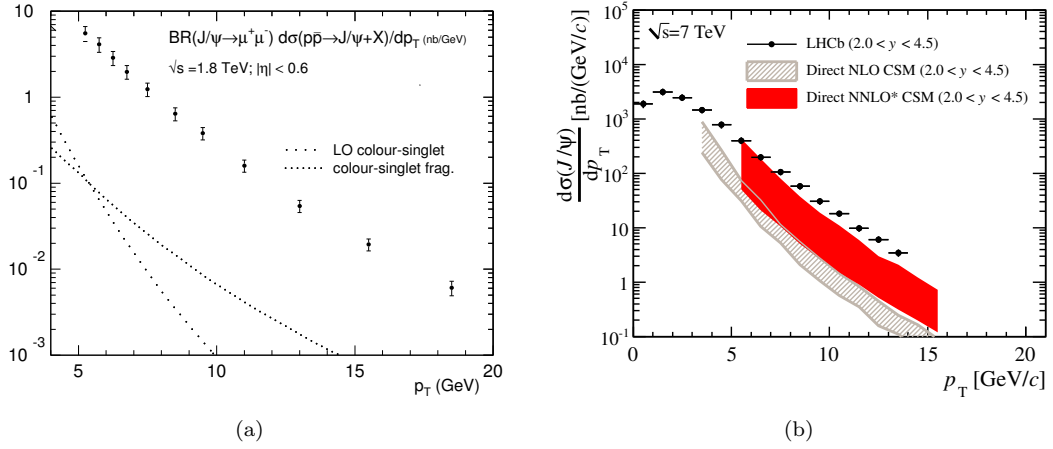 10
1
10⁻¹
10⁻²
10⁻³
BR(J/ψ→μ⁺μ⁻) dσ(pp̄→J/ψ+X)/dp_T (nb/GeV)
√s =1.8 TeV; |η| < 0.6
LO colour-singlet
colour-singlet frag.
5 10 15 20
p_T (GeV)
(a)
dσ(J/ψ)/dp_T [nb/(GeV/c)]
10⁵
10⁴
10³
10²
10
1
10⁻¹
√s=7 TeV
LHCb (2.0 < y < 4.5)
Direct NLO CSM (2.0 < y < 4.5)
Direct NNLO* CSM (2.0 < y < 4.5)
0 5 10 15 20
p_T [GeV/c]
(b)